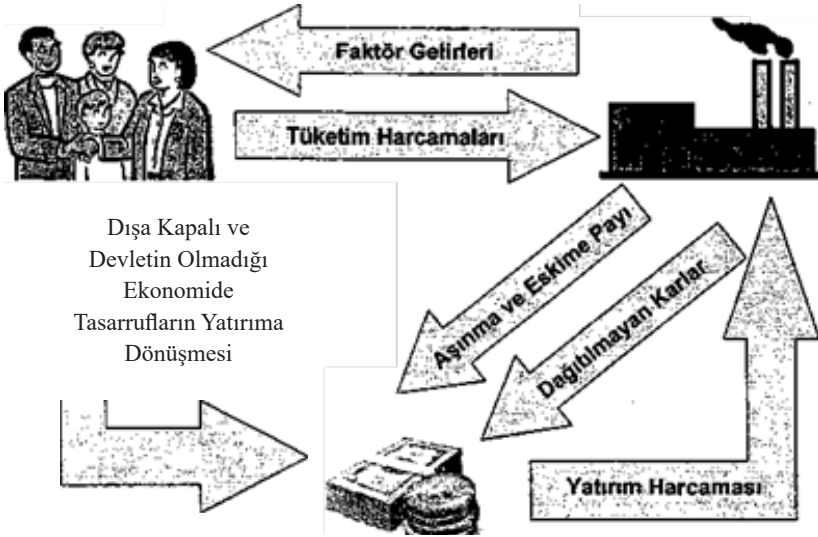 Faktör Gelirleri
Tüketim Harcamaları
Dışa Kapalı ve
Devletin Olmadığı
Ekonomide
Tasarrufların Yatırıma
Dönüşmesi
Aşınma ve Eskime Payı
Dağıtılmayan Karlar
Yatırım Harcaması